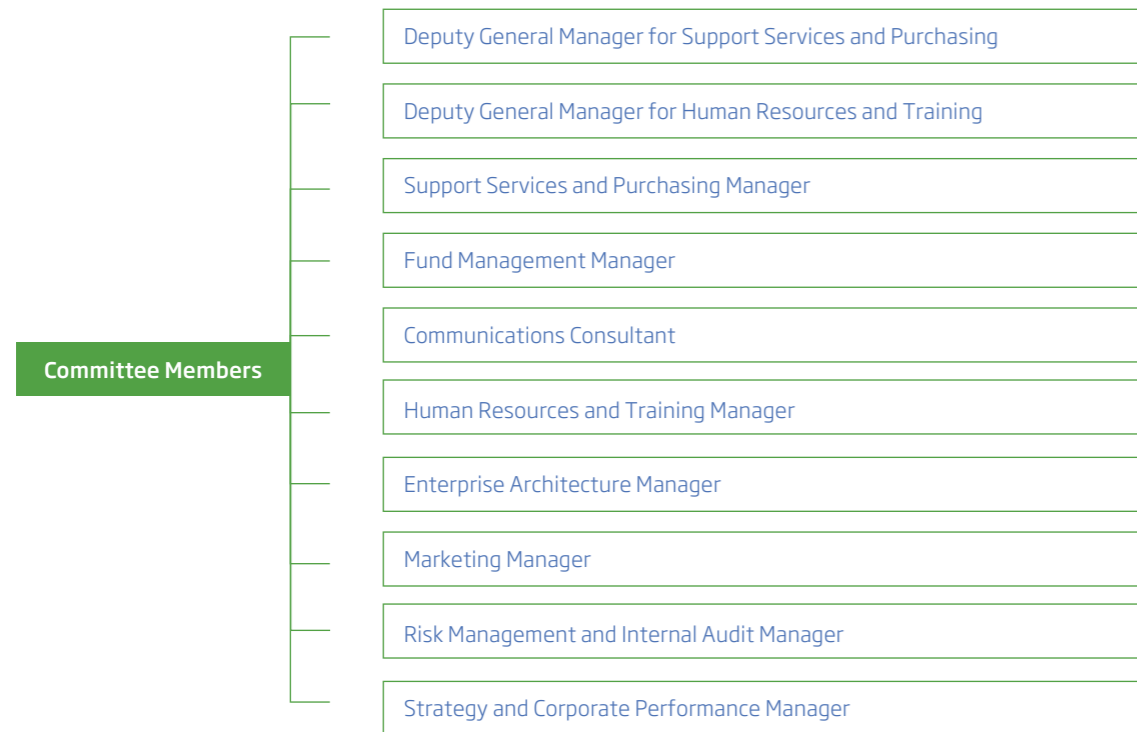 Deputy General Manager for Support Services and Purchasing
Deputy General Manager for Human Resources and Training
Support Services and Purchasing Manager
Fund Management Manager
Communications Consultant
Committee Members
Human Resources and Training Manager
Enterprise Architecture Manager
Marketing Manager
Risk Management and Internal Audit Manager
Strategy and Corporate Performance Manager